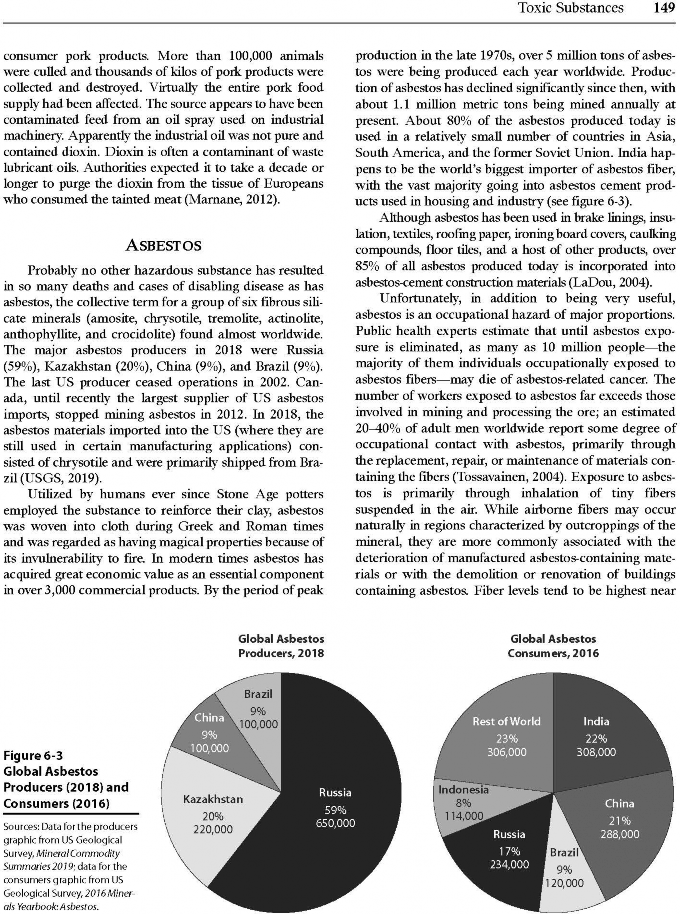 Toxic Substances 149
consumer pork products. More than 100,000 animals
were culled and thousands of kilos of pork products were
collected and destroyed. Virtually the entire pork food
supply had been affected. The source appears to have been
contaminated feed from an oil spray used on industrial
machinery. Apparently the industrial oil was not pure and
contained dioxin. Dioxin is often a contaminant of waste
lubricant oils. Authorities expected it to take a decade or
longer to purge the dioxin from the tissue of Europeans
who consumed the tainted meat (Marnane, 2012).
ASBESTOS
Probably no other hazardous substance has resulted
in so many deaths and cases of disabling disease as has
asbestos, the collective term for a group of six fibrous sili-
cate minerals (amosite, chrysotile, tremolite, actinolite,
anthophyllite, and crocidolite) found almost worldwide.
The major asbestos producers in 2018 were Russia
(59%), Kazakhstan (20%), China (9%), and Brazil (9%).
The last US producer ceased operations in 2002. Can-
ada, until recently the largest supplier of US asbestos
imports, stopped mining asbestos in 2012. In 2018, the
asbestos materials imported into the US (where they are
still used in certain manufacturing applications) con-
sisted of chrysotile and were primarily shipped from Bra-
zil (USGS, 2019).
Utilized by humans ever since Stone Age potters
employed the substance to reinforce their clay, asbestos
was woven into cloth during Greek and Roman times
and was regarded as having magical properties because of
its invulnerability to fire. In modern times asbestos has
acquired great economic value as an essential component
in over 3,000 commercial products. By the period of peak
production in the late 1970s, over 5 million tons of asbes-
tos were being produced each year worldwide. Produc-
tion of asbestos has declined significantly since then, with
about 1.1 million metric tons being mined annually at
present. About 80% of the asbestos produced today is
used in a relatively small number of countries in Asia,
South America, and the former Soviet Union. India hap-
pens to be the world's biggest importer of asbestos fiber,
with the vast majority going into asbestos cement prod-
ucts used in housing and industry (see figure 6-3).
Although asbestos has been used in brake linings, insu-
lation, textiles, roofing paper, ironing board covers, caulking
compounds, floor tiles, and a host of other products, over
85% of all asbestos produced today is incorporated into
asbestos-cement construction materials (LaDou, 2004).
Unfortunately, in addition to being very useful,
asbestos is an occupational hazard of major proportions.
Public health experts estimate that until asbestos expo-
sure is eliminated, as many as 10 million people—the
majority of them individuals occupationally exposed to
asbestos fibers—may die of asbestos-related cancer. The
number of workers exposed to asbestos far exceeds those
involved in mining and processing the ore; an estimated
20–40% of adult men worldwide report some degree of
occupational contact with asbestos, primarily through
the replacement, repair, or maintenance of materials con-
taining the fibers (Tossavainen, 2004). Exposure to asbes-
tos is primarily through inhalation of tiny fibers
suspended in the air. While airborne fibers may occur
naturally in regions characterized by outcroppings of the
mineral, they are more commonly associated with the
deterioration of manufactured asbestos-containing mate-
rials or with the demolition or renovation of buildings
containing asbestos. Fiber levels tend to be highest near
Figure 6-3
Global Asbestos
Producers (2018) and
Consumers (2016)
Sources: Data for the producers
graphic from US Geological
Survey, Mineral Commodity
Summaries 2019; data for the
consumers graphic from US
Geological Survey, 2016 Miner-
als Yearbook: Asbestos.
Global Asbestos
Producers, 2018
Brazil
9%
100,000
China
9%
100,000
Kazakhstan
20%
220,000
Russia
59%
650,000
Global Asbestos
Consumers, 2016
Rest of World
23%
306,000
India
22%
308,000
Indonesia
8%
114,000
China
21%
288,000
Russia
17%
234,000
Brazil
9%
120,000